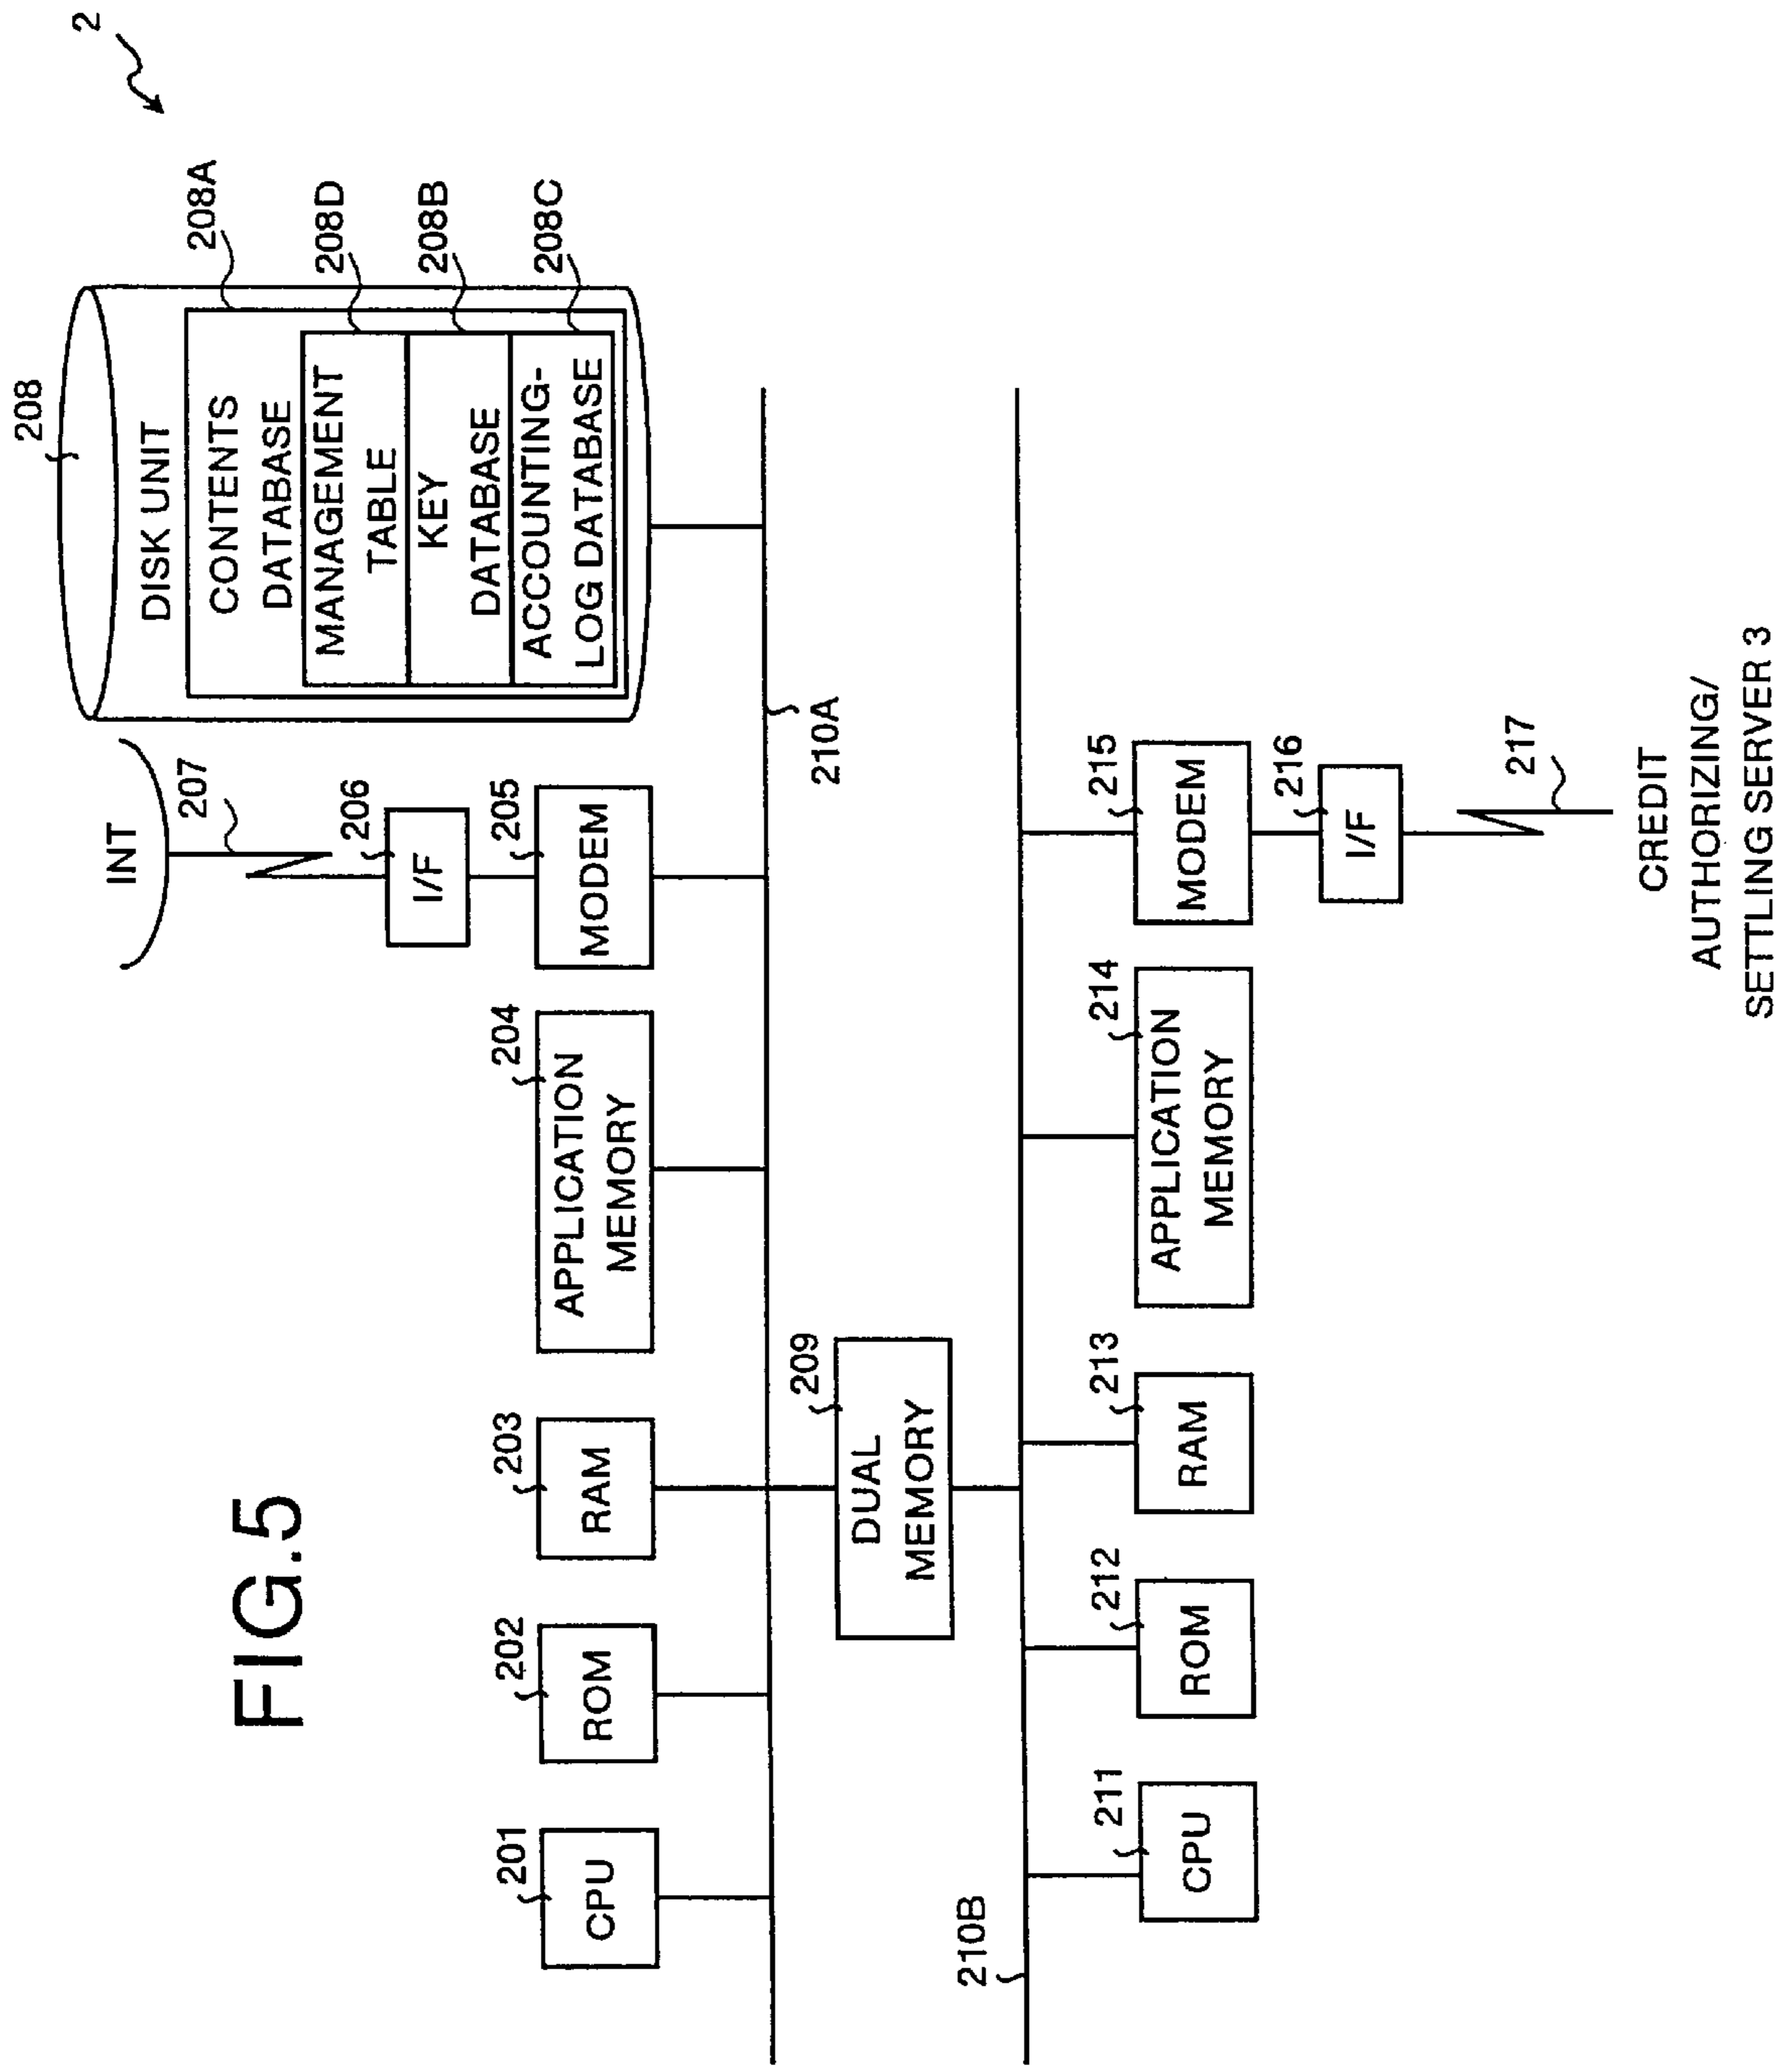 FIG.5
2
208
DISK UNIT
208A
CONTENTS
DATABASE
208D
MANAGEMENT
TABLE
208B
KEY
DATABASE
208C
ACCOUNTING-
LOG DATABASE
INT
207
206
I/F
201
CPU
202
ROM
203
RAM
204
APPLICATION
MEMORY
205
MODEM
210A
209
DUAL
MEMORY
210B
211
CPU
212
ROM
213
RAM
214
APPLICATION
MEMORY
215
MODEM
216
I/F
217
CREDIT
AUTHORIZING/
SETTLING SERVER 3